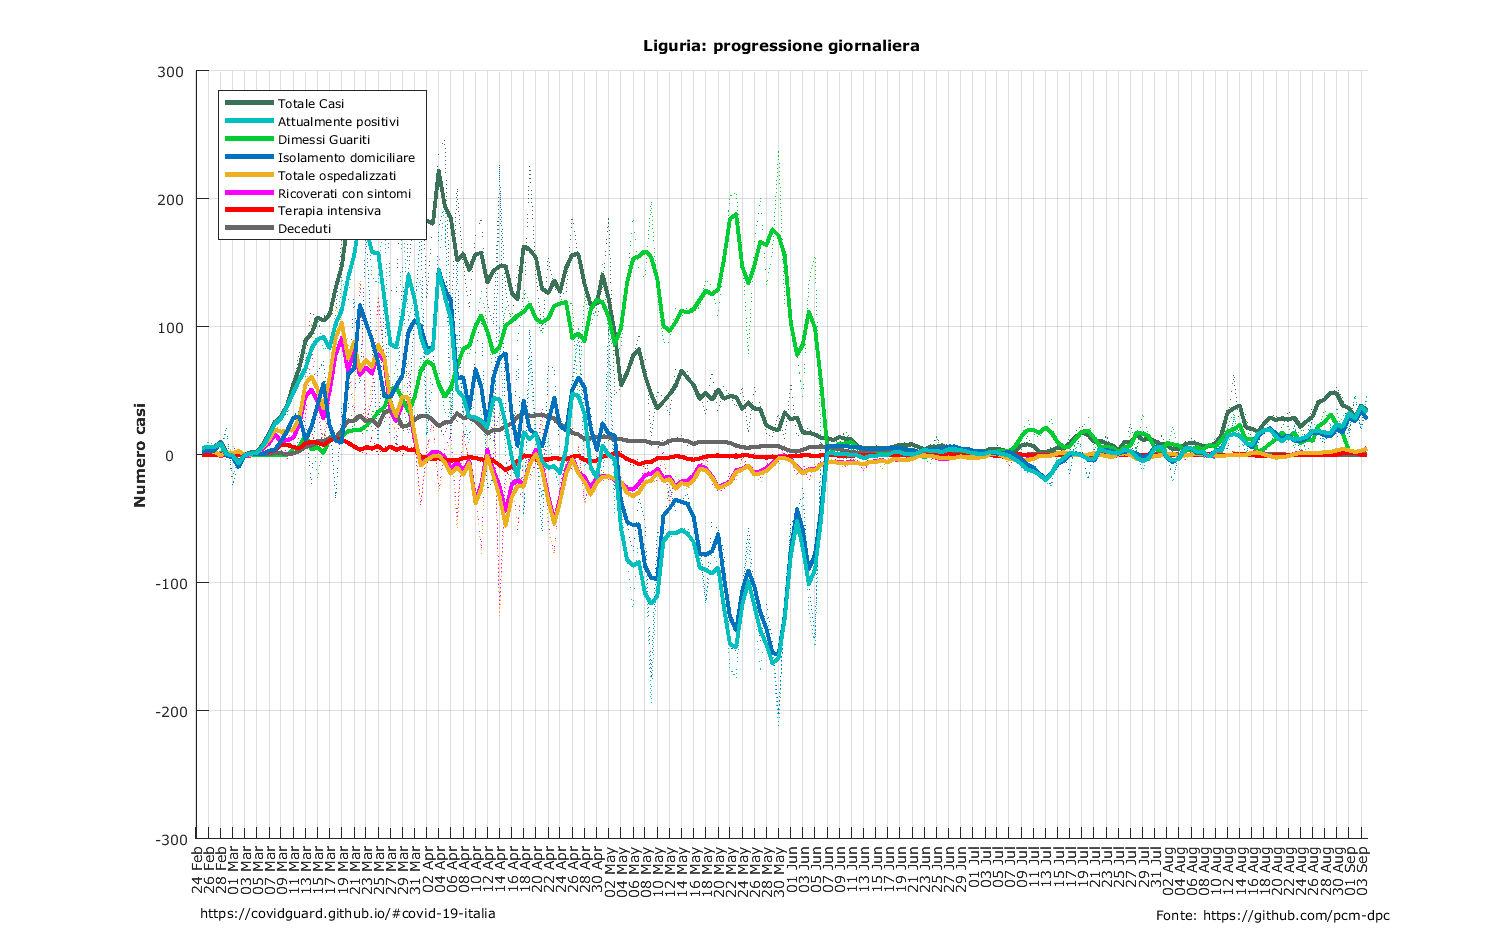 Liguria: progressione giornaliera
300
200
100
0
-100
-200
-300
Numero casi
Totale Casi
Attualmente positivi
Dimessi Guariti
Isolamento domiciliare
Totale ospedalizzati
Ricoverati con sintomi
Terapia intensiva
Deceduti
24 Feb
26 Feb
28 Feb
01 Mar
03 Mar
05 Mar
07 Mar
09 Mar
11 Mar
13 Mar
15 Mar
17 Mar
19 Mar
21 Mar
23 Mar
25 Mar
27 Mar
29 Mar
31 Mar
02 Apr
04 Apr
06 Apr
08 Apr
10 Apr
12 Apr
14 Apr
16 Apr
18 Apr
20 Apr
22 Apr
24 Apr
26 Apr
28 Apr
30 Apr
02 May
04 May
06 May
08 May
10 May
12 May
14 May
16 May
18 May
20 May
22 May
24 May
26 May
28 May
30 May
01 Jun
03 Jun
05 Jun
07 Jun
09 Jun
11 Jun
13 Jun
15 Jun
17 Jun
19 Jun
21 Jun
23 Jun
25 Jun
27 Jun
29 Jun
01 Jul
03 Jul
05 Jul
07 Jul
09 Jul
11 Jul
13 Jul
15 Jul
17 Jul
19 Jul
21 Jul
23 Jul
25 Jul
27 Jul
29 Jul
31 Jul
02 Aug
04 Aug
06 Aug
08 Aug
10 Aug
12 Aug
14 Aug
16 Aug
18 Aug
20 Aug
22 Aug
24 Aug
26 Aug
28 Aug
30 Aug
01 Sep
03 Sep
https://covidguard.github.io/#covid-19-italia
Fonte: https://github.com/pcm-dpc